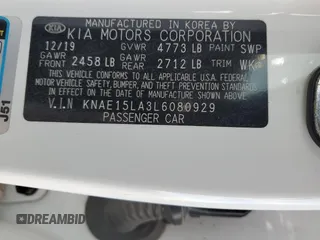 MANUFACTURED IN KOREA BY
KIA KIA MOTORS CORPORATION
12/19 GVWR 4773 LB PAINT SWP
GAWR GAWR
FRONT 2458 LB REAR 2712 LB TRIM WK
THIS VEHICLE CONFORMS TO ALL APPLICABLE FEDERAL
MOTOR VEHICLE SAFETY, BUMPER, AND THEFT
PREVENTION STANDARDS IN EFFECT ON THE DATE OF
MANUFACTURE SHOWN ABOVE.
V.I.N KNAE15LA3L6080929
PASSENGER CAR
J51
DREAMBID